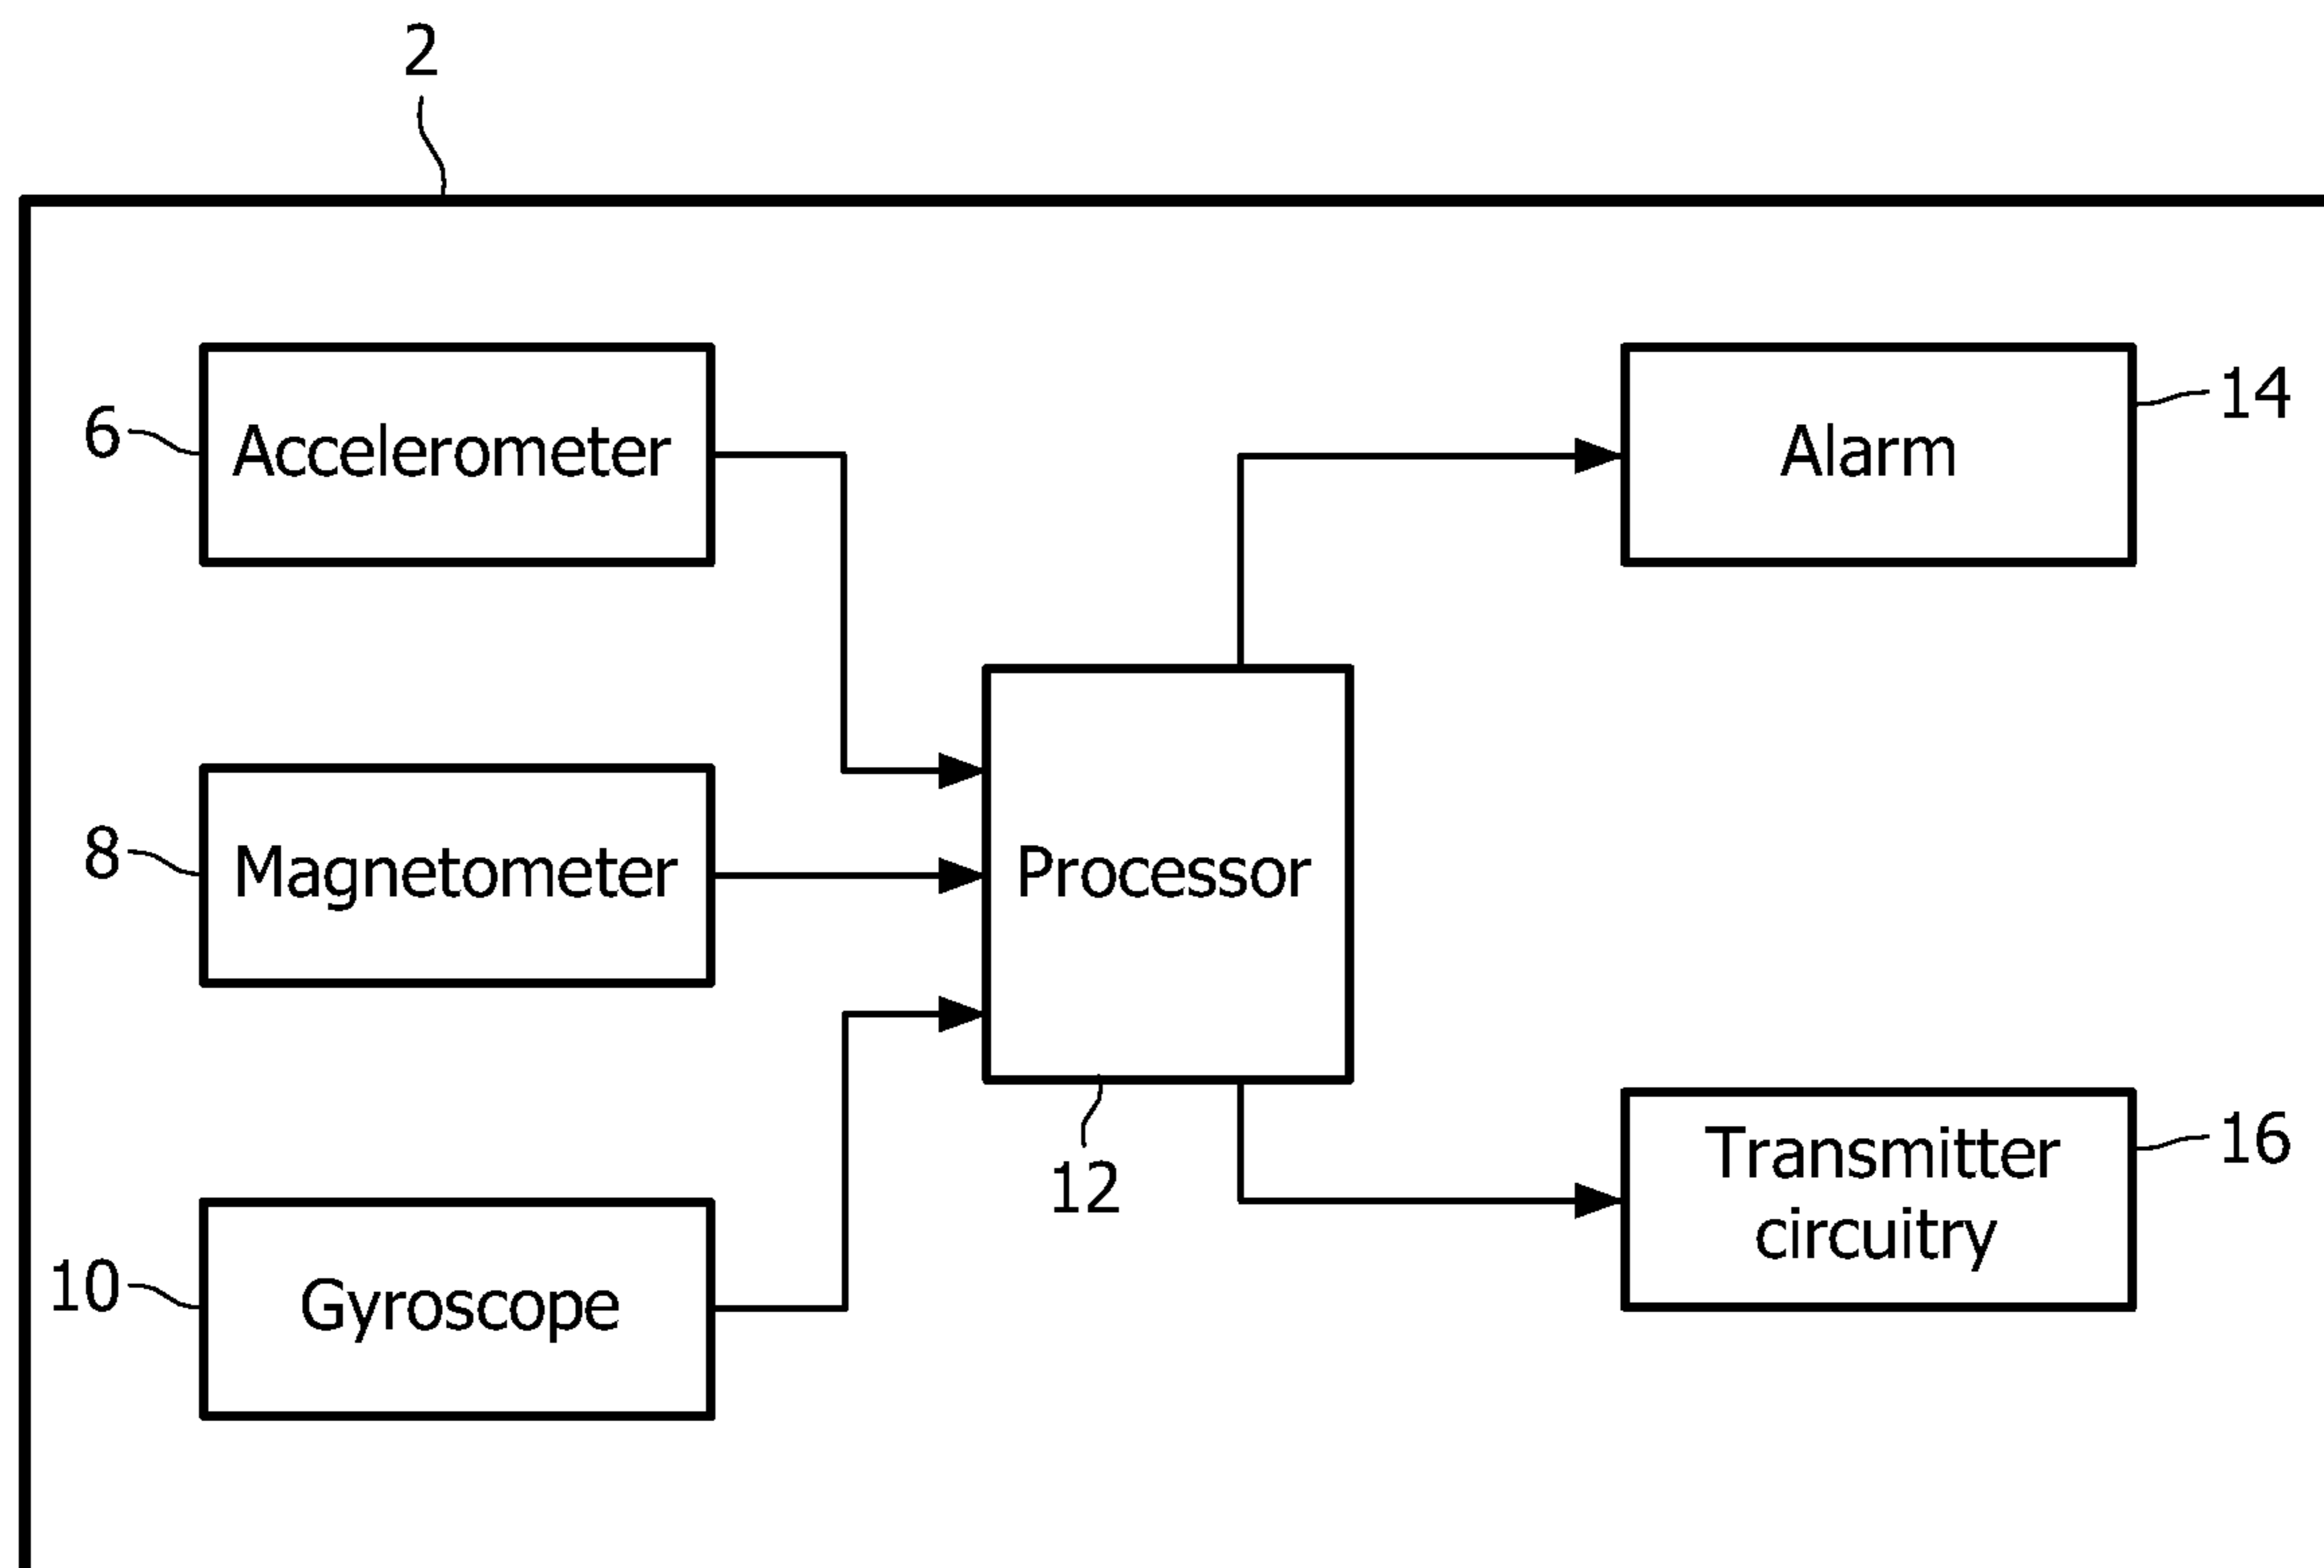 2
6
Accelerometer
Alarm
14
8
Magnetometer
Processor
12
10
Gyroscope
Transmitter
circuitry
16